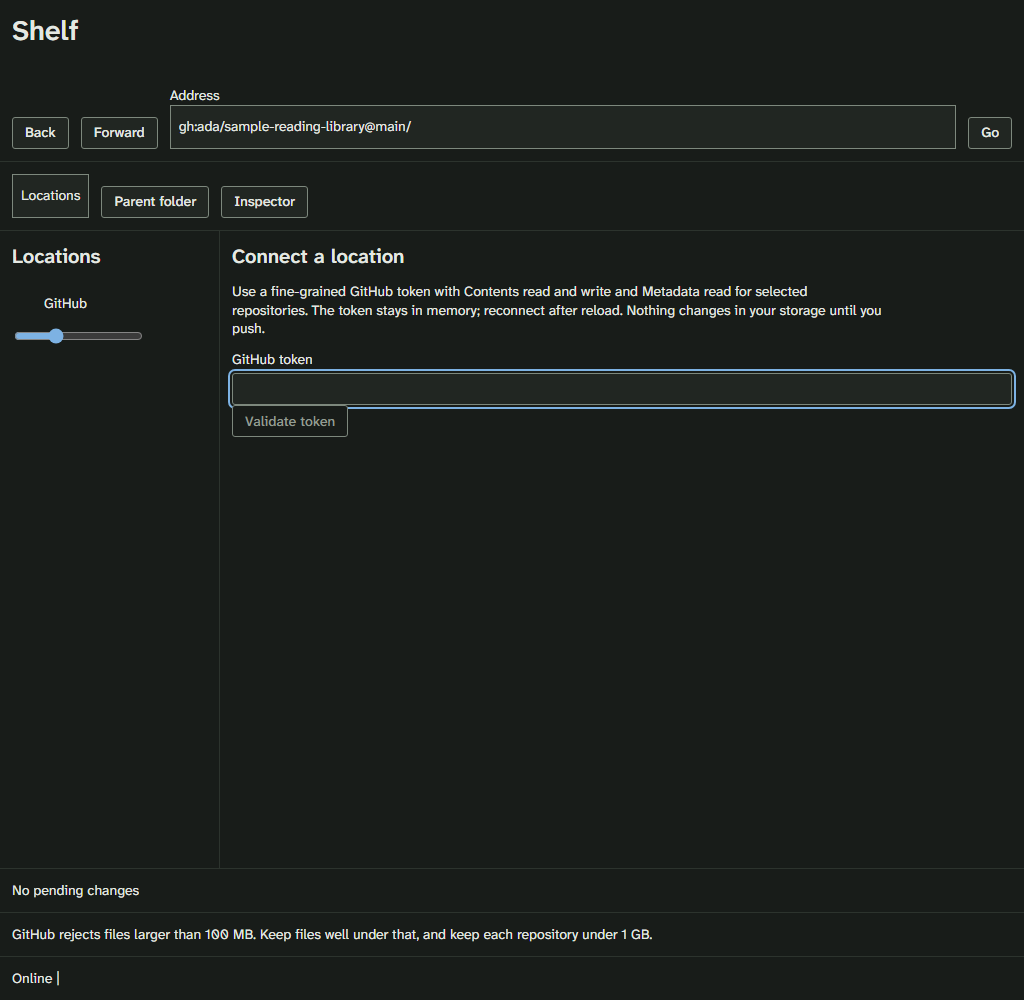 Shelf
Address
Back
Forward
gh:ada/sample-reading-library@main/
Go
Locations
Parent folder
Inspector
Locations
GitHub
Connect a location
Use a fine-grained GitHub token with Contents read and write and Metadata read for selected
repositories. The token stays in memory; reconnect after reload. Nothing changes in your storage until you
push.
GitHub token
Validate token
No pending changes
GitHub rejects files larger than 100 MB. Keep files well under that, and keep each repository under 1 GB.
Online |